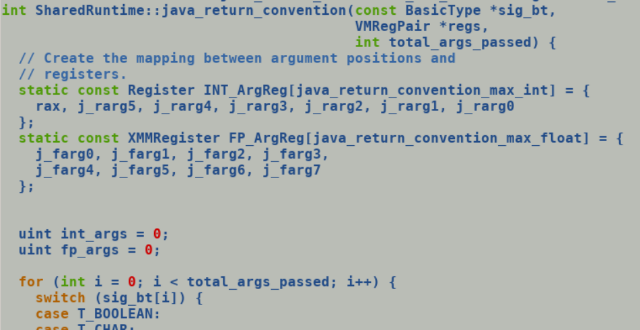 int SharedRuntime::java_return_convention(const BasicType *sig_bt,
                                          VMRegPair *regs,
                                          int total_args_passed) {
  // Create the mapping between argument positions and
  // registers.
  static const Register INT_ArgReg[java_return_convention_max_int] = {
    rax, j_rarg5, j_rarg4, j_rarg3, j_rarg2, j_rarg1, j_rarg0
  };
  static const XMMRegister FP_ArgReg[java_return_convention_max_float] = {
    j_farg0, j_farg1, j_farg2, j_farg3,
    j_farg4, j_farg5, j_farg6, j_farg7
  };
  uint int_args = 0;
  uint fp_args = 0;
  for (int i = 0; i < total_args_passed; i++) {
    switch (sig_bt[i]) {
    case T_BOOLEAN:
    case T_CHAR: